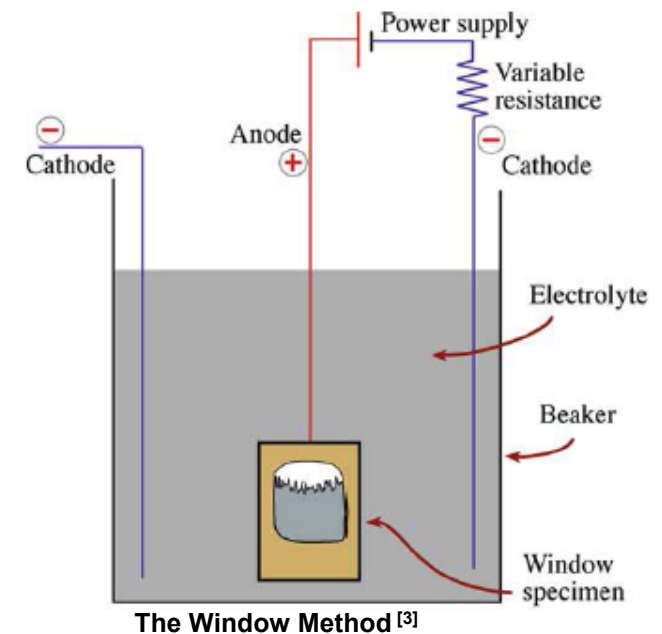 Power supply
Variable
resistance
Anode
Cathode
Cathode
Electrolyte
Beaker
Window
specimen
The Window Method [3]